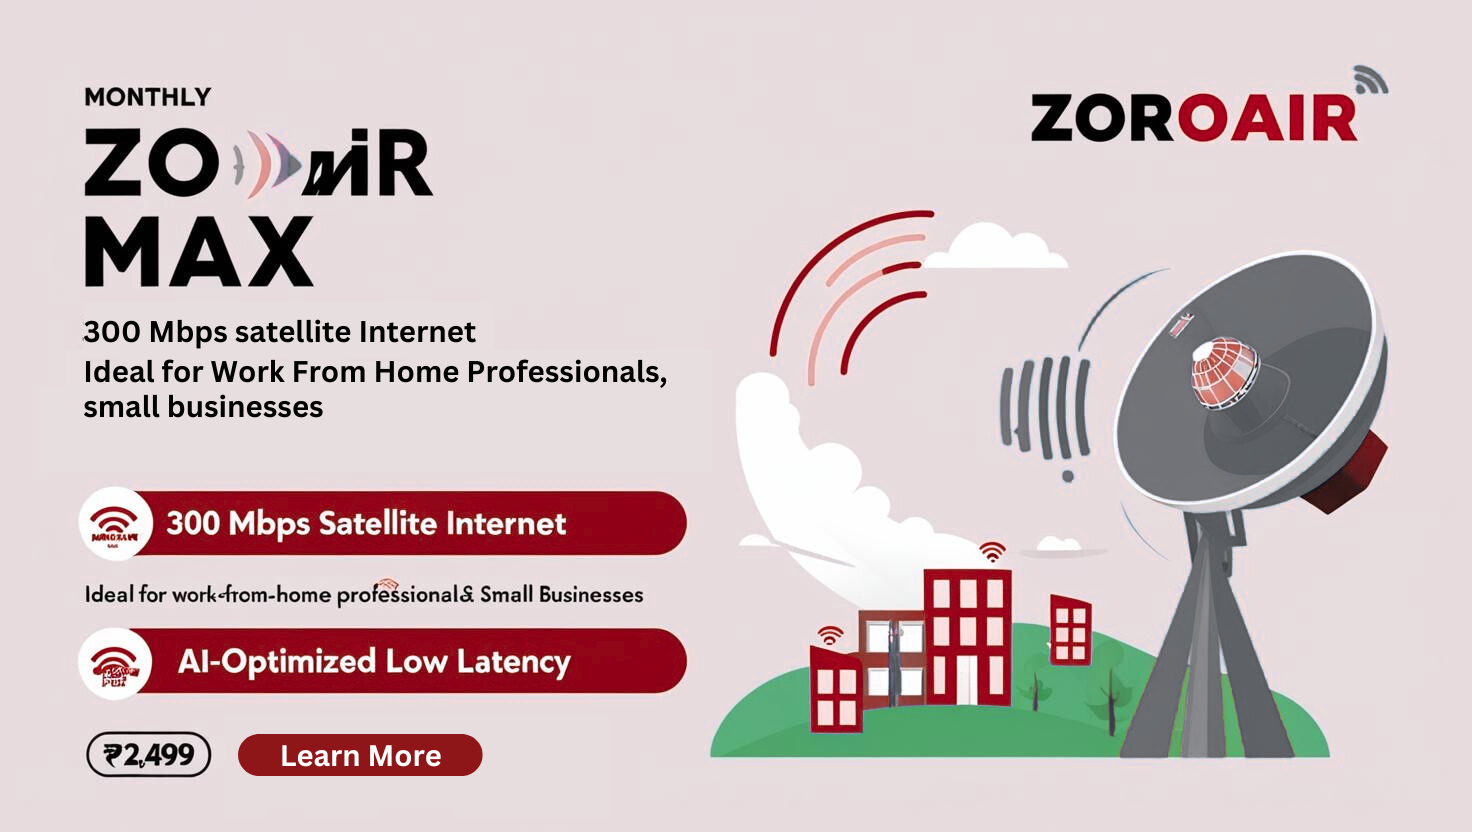 MONTHLY
ZOROAIR
MAX
300 Mbps satellite Internet
Ideal for Work From Home Professionals,
small businesses
300 Mbps Satellite Internet
Ideal for work-from-home professional& Small Businesses
AI-Optimized Low Latency
₹2,499
Learn More